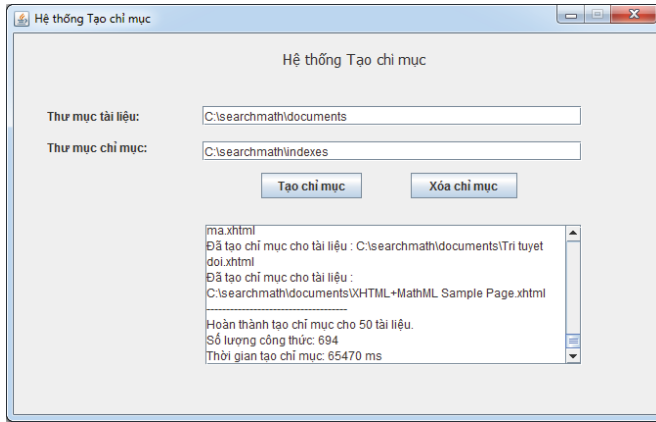 Hệ thống Tạo chỉ mục
Hệ thống Tạo chỉ mục
Thư mục tài liệu:
C:\searchmath\documents
Thư mục chỉ mục:
C:\searchmath\indexes
Tạo chỉ mục
Xóa chỉ mục
ma.xhtml
Đã tạo chỉ mục cho tài liệu : C:\searchmath\documents\Tri tuyet
doi.xhtml
Đã tạo chỉ mục cho tài liệu :
C:\searchmath\documents\XHTML+MathML Sample Page.xhtml
-----------------------------------
Hoàn thành tạo chỉ mục cho 50 tài liệu.
Số lượng công thức: 694
Thời gian tạo chỉ mục: 65470 ms